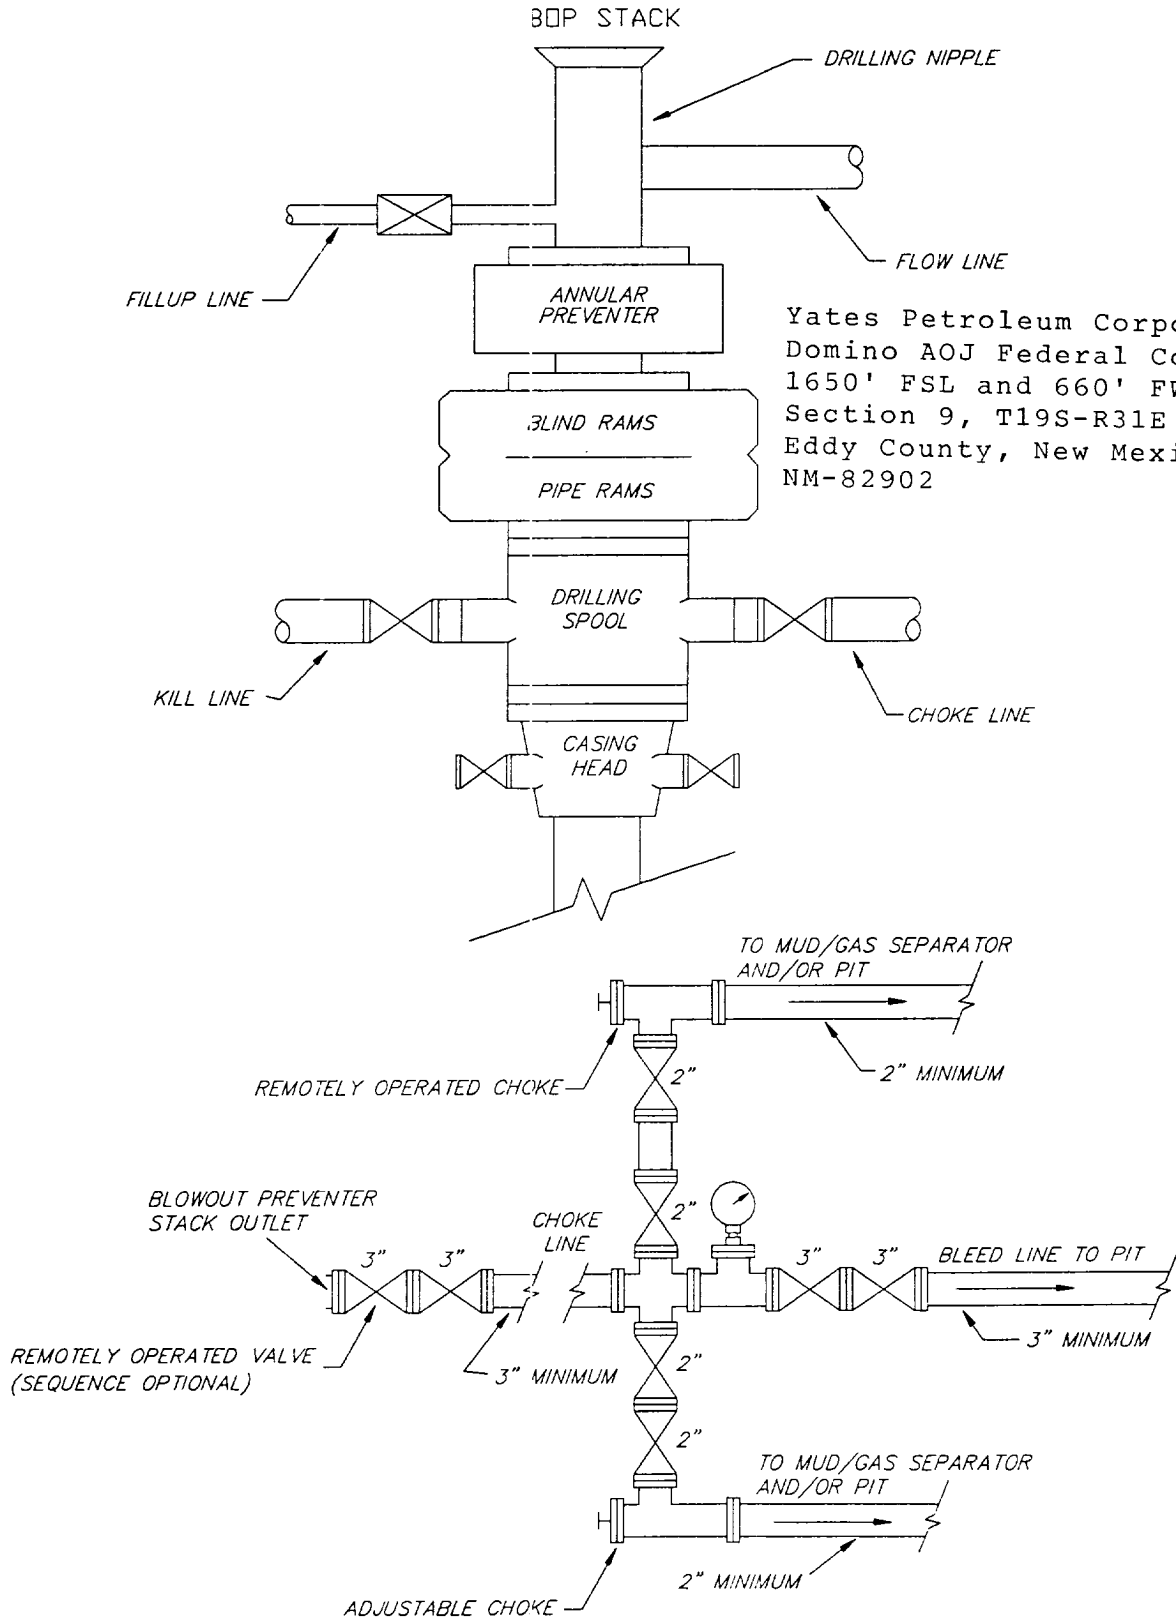 BOP STACK
DRILLING NIPPLE
FLOW LINE
FILLUP LINE
ANNULAR
PREVENTER
Yates Petroleum Corpo
Domino AOJ Federal Co
1650' FSL and 660' FW
Section 9, T19S-R31E
Eddy County, New Mexi
NM-82902
BLIND RAMS
PIPE RAMS
DRILLING
SPOOL
KILL LINE
CHOKE LINE
CASING
HEAD
TO MUD/GAS SEPARATOR
AND/OR PIT
2" MINIMUM
REMOTELY OPERATED CHOKE
2"
2"
BLOWOUT PREVENTER
STACK OUTLET
CHOKE
LINE
3"
3"
3"
3"
BLEED LINE TO PIT
REMOTELY OPERATED VALVE
(SEQUENCE OPTIONAL)
3" MINIMUM
3" MINIMUM
2"
2"
TO MUD/GAS SEPARATOR
AND/OR PIT
2" MINIMUM
ADJUSTABLE CHOKE